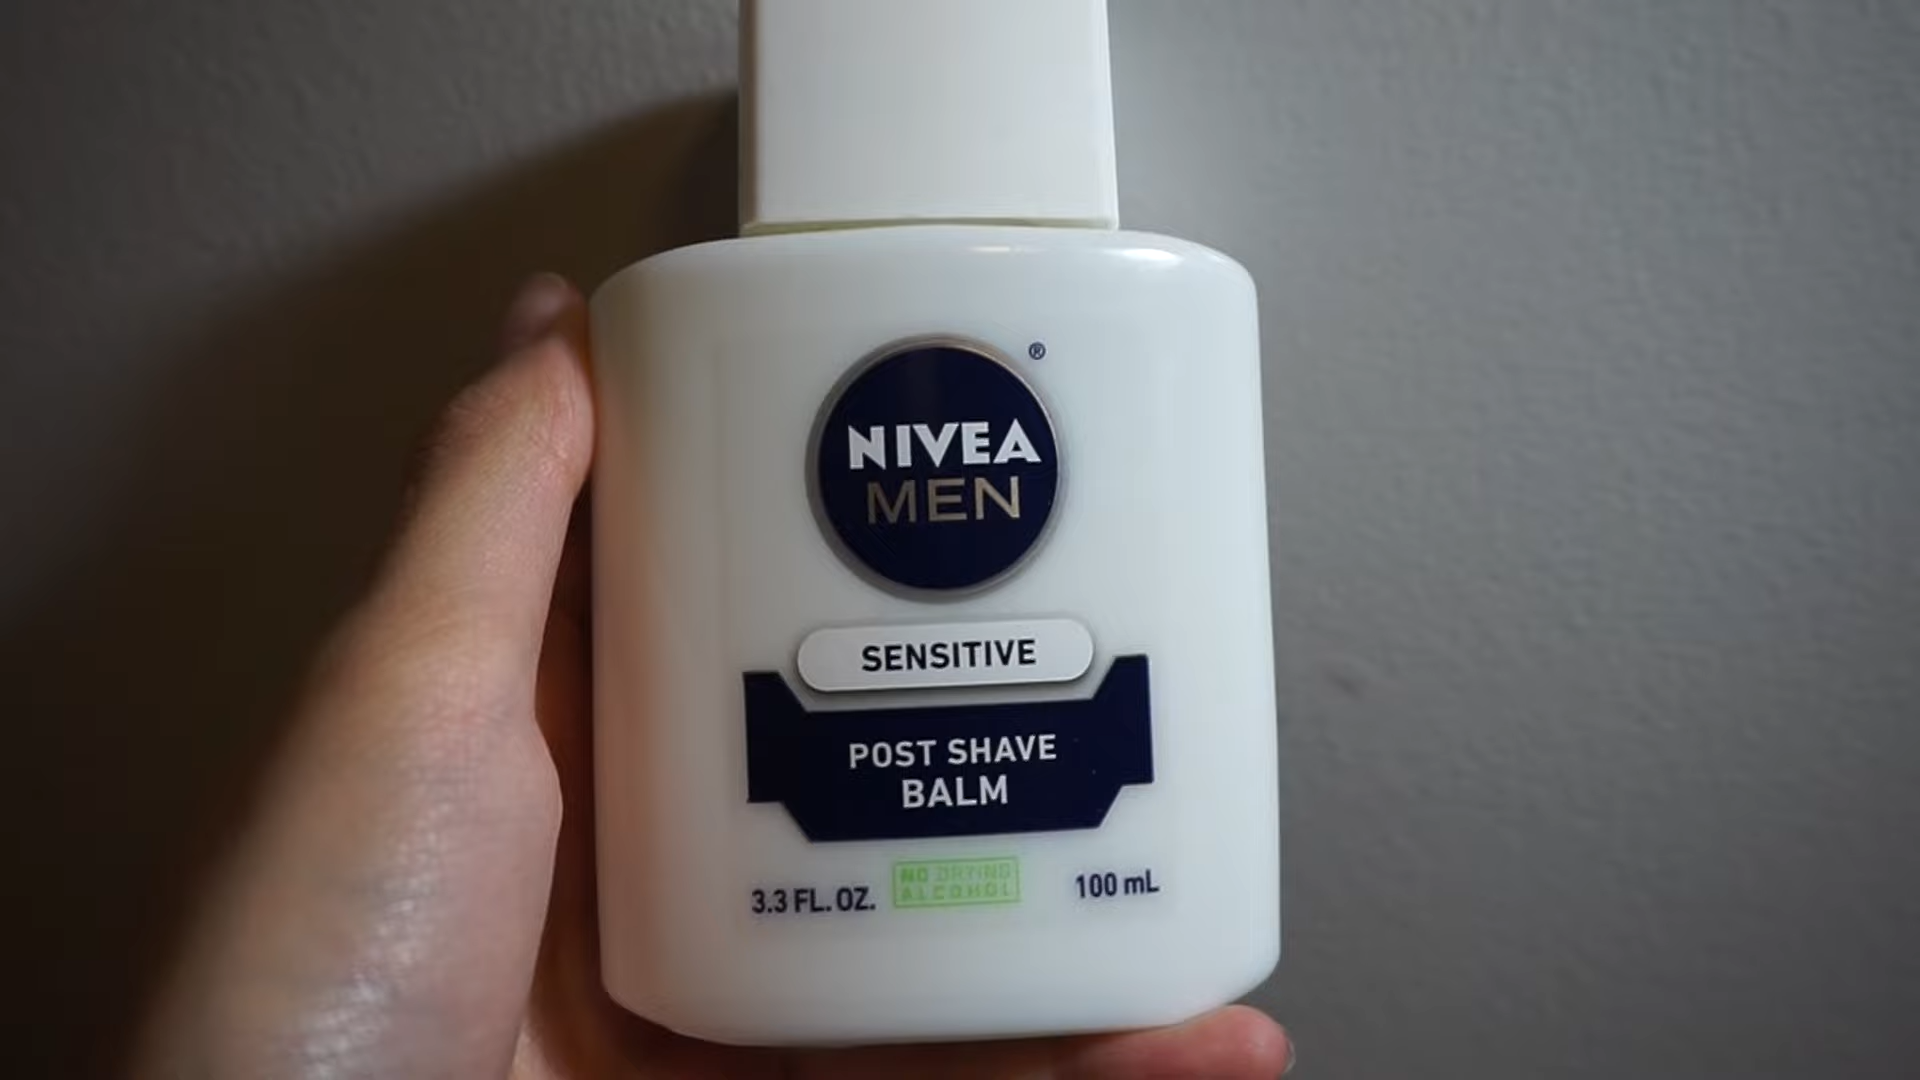 ®
NIVEA
MEN
SENSITIVE
POST SHAVE
BALM
3.3 FL. OZ.
NO DRYING
ALCOHOL
100 mL